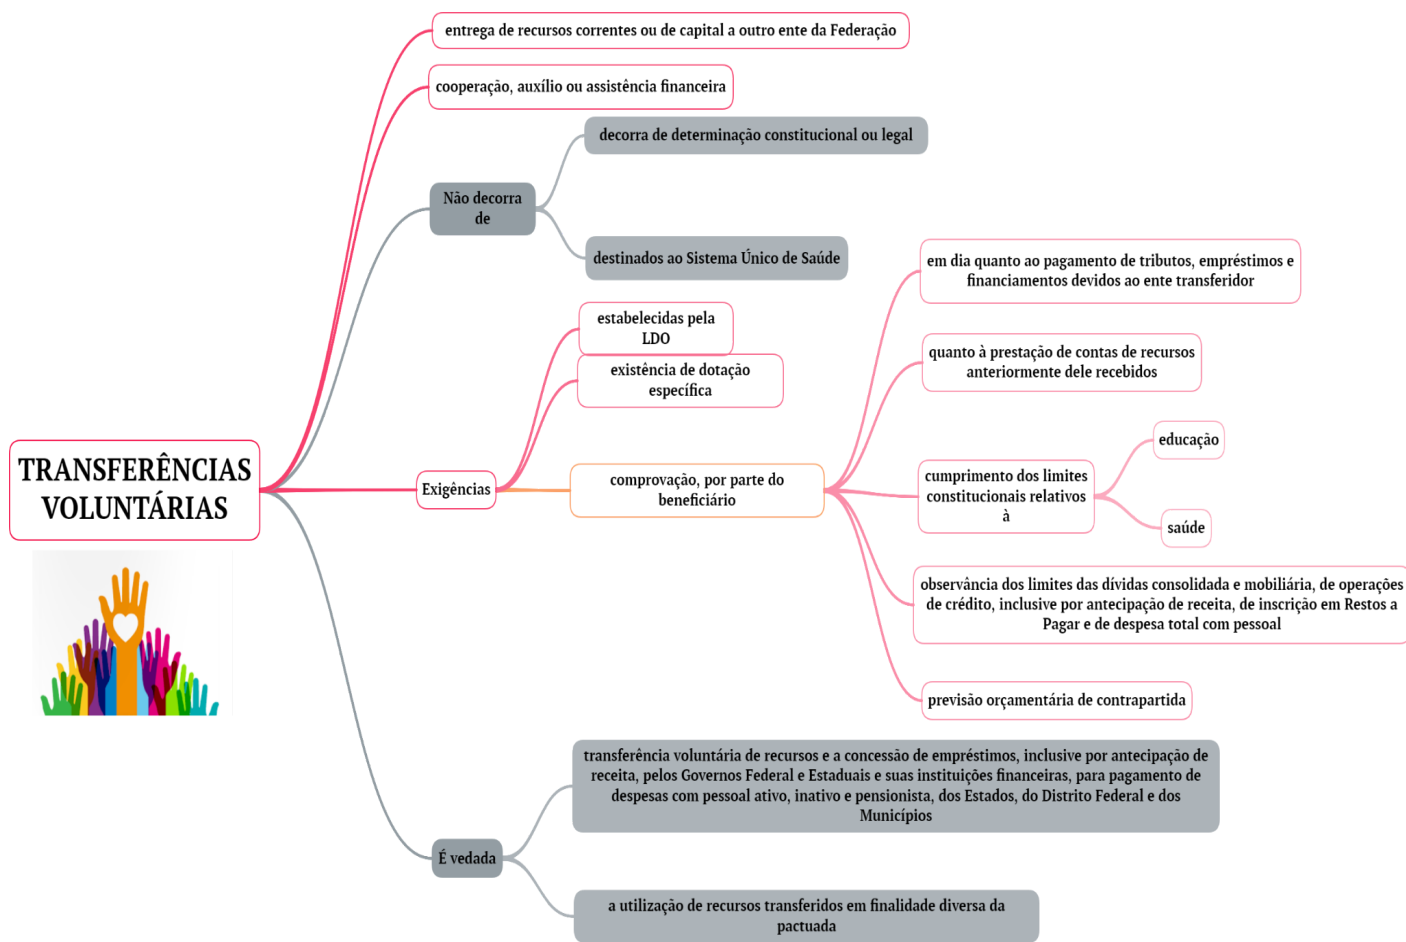 entrega de recursos correntes ou de capital a outro ente da Federação
cooperação, auxílio ou assistência financeira
decorra de determinação constitucional ou legal
Não decorra
de
destinados ao Sistema Único de Saúde
em dia quanto ao pagamento de tributos, empréstimos e
financiamentos devidos ao ente transferidor
estabelecidas pela
LDO
existência de dotação
específica
quanto à prestação de contas de recursos
anteriormente dele recebidos
TRANSFERÊNCIAS
VOLUNTÁRIAS
Exigências
comprovação, por parte do
beneficiário
cumprimento dos limites
constitucionais relativos
à
educação
saúde
observância dos limites das dívidas consolidada e mobiliária, de operações
de crédito, inclusive por antecipação de receita, de inscrição em Restos a
Pagar e de despesa total com pessoal
previsão orçamentária de contrapartida
transferência voluntária de recursos e a concessão de empréstimos, inclusive por antecipação de
receita, pelos Governos Federal e Estaduais e suas instituições financeiras, para pagamento de
despesas com pessoal ativo, inativo e pensionista, dos Estados, do Distrito Federal e dos
Municípios
É vedada
a utilização de recursos transferidos em finalidade diversa da
pactuada